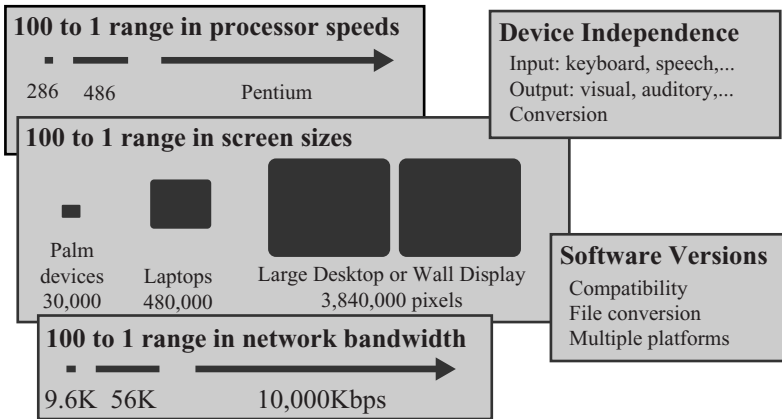 100 to 1 range in processor speeds
286 486 Pentium
Device Independence
Input: keyboard, speech,...
Output: visual, auditory,...
Conversion
100 to 1 range in screen sizes
Palm
devices
30,000
Laptops
480,000
Large Desktop or Wall Display
3,840,000 pixels
Software Versions
Compatibility
File conversion
Multiple platforms
100 to 1 range in network bandwidth
9.6K 56K 10,000Kbps